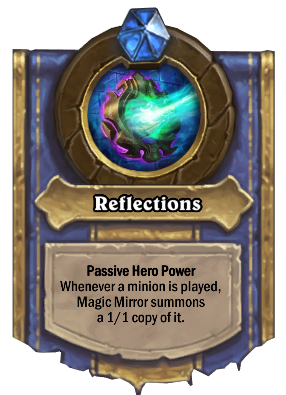 Reflections
Passive Hero Power
Whenever a minion is played,
Magic Mirror summons
a 1/1 copy of it.